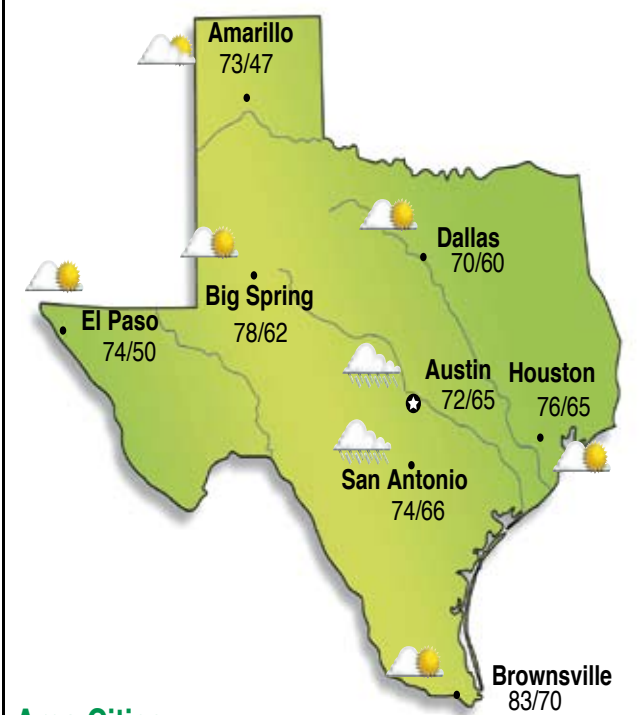 Amarillo
73/47
Dallas
70/60
Big Spring
78/62
El Paso
74/50
Austin
72/65
Houston
76/65
San Antonio
74/66
Brownsville
83/70